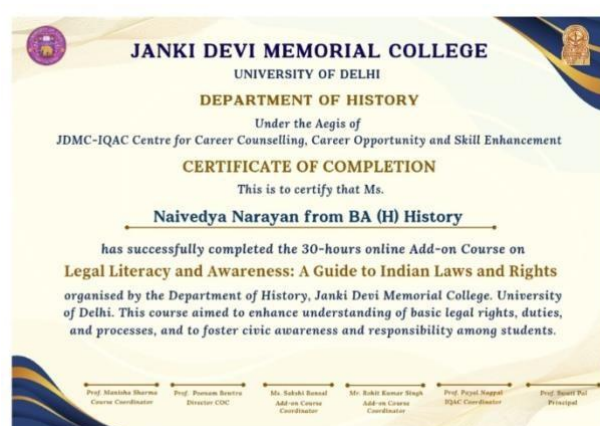 JANKI DEVI MEMORIAL COLLEGE
UNIVERSITY OF DELHI
DEPARTMENT OF HISTORY
Under the Aegis of
JDMC-IQAC Centre for Career Counselling, Career Opportunity and Skill Enhancement
CERTIFICATE OF COMPLETION
This is to certify that Ms.
Naivedya Narayan from BA (H) History
has successfully completed the 30-hours online Add-on Course on
Legal Literacy and Awareness: A Guide to Indian Laws and Rights
organised by the Department of History, Janki Devi Memorial College. University
of Delhi. This course aimed to enhance understanding of basic legal rights, duties,
and processes, and to foster civic awareness and responsibility among students.
Prof. Manisha Sharma
Course Coordinator
Prof. Poonam
Director COC
Ms. Sakshi Bansal
Add-on Course
Coordinator
Mr. Rohit Kumar Singh
Add-on Course
Coordinator
Prof. Payal Nagpal
IQAC Coordinator
Prof. Swati Pal
Principal